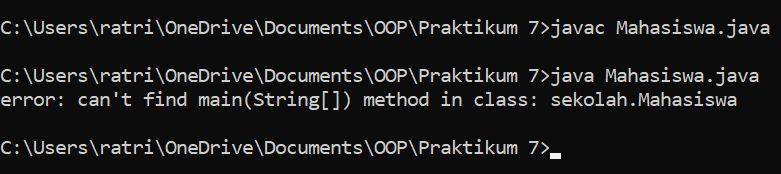 C:\Users\ratri\OneDrive\Documents\OOP\Praktikum 7>javac Mahasiswa.java
C:\Users\ratri\OneDrive\Documents\OOP\Praktikum 7>java Mahasiswa.java
error: can't find main(String[]) method in class: sekolah.Mahasiswa
C:\Users\ratri\OneDrive\Documents\OOP\Praktikum 7>